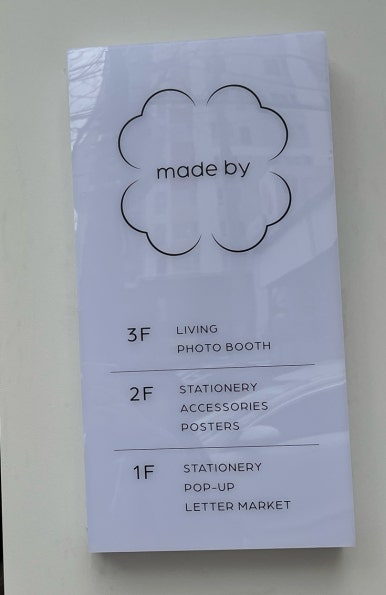 made by
3F LIVING
PHOTO BOOTH
2F STATIONERY
ACCESSORIES
POSTERS
1F STATIONERY
POP-UP
LETTER MARKET